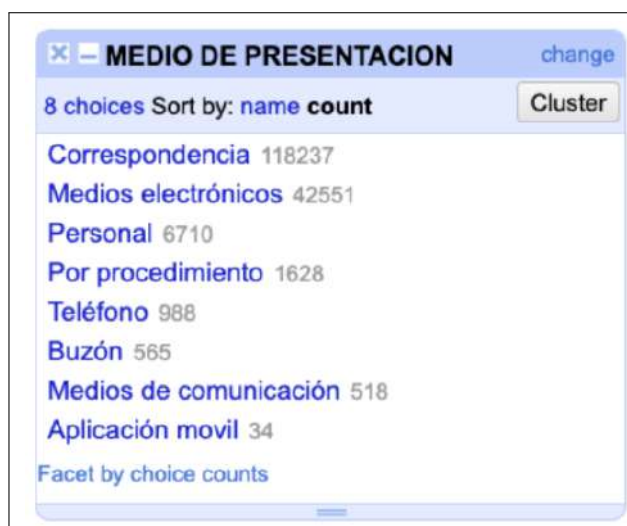 MEDIO DE PRESENTACION change
8 choices Sort by: name count Cluster
Correspondencia 118237
Medios electrónicos 42551
Personal 6710
Por procedimiento 1628
Teléfono 988
Buzón 565
Medios de comunicación 518
Aplicación movil 34
Facet by choice counts